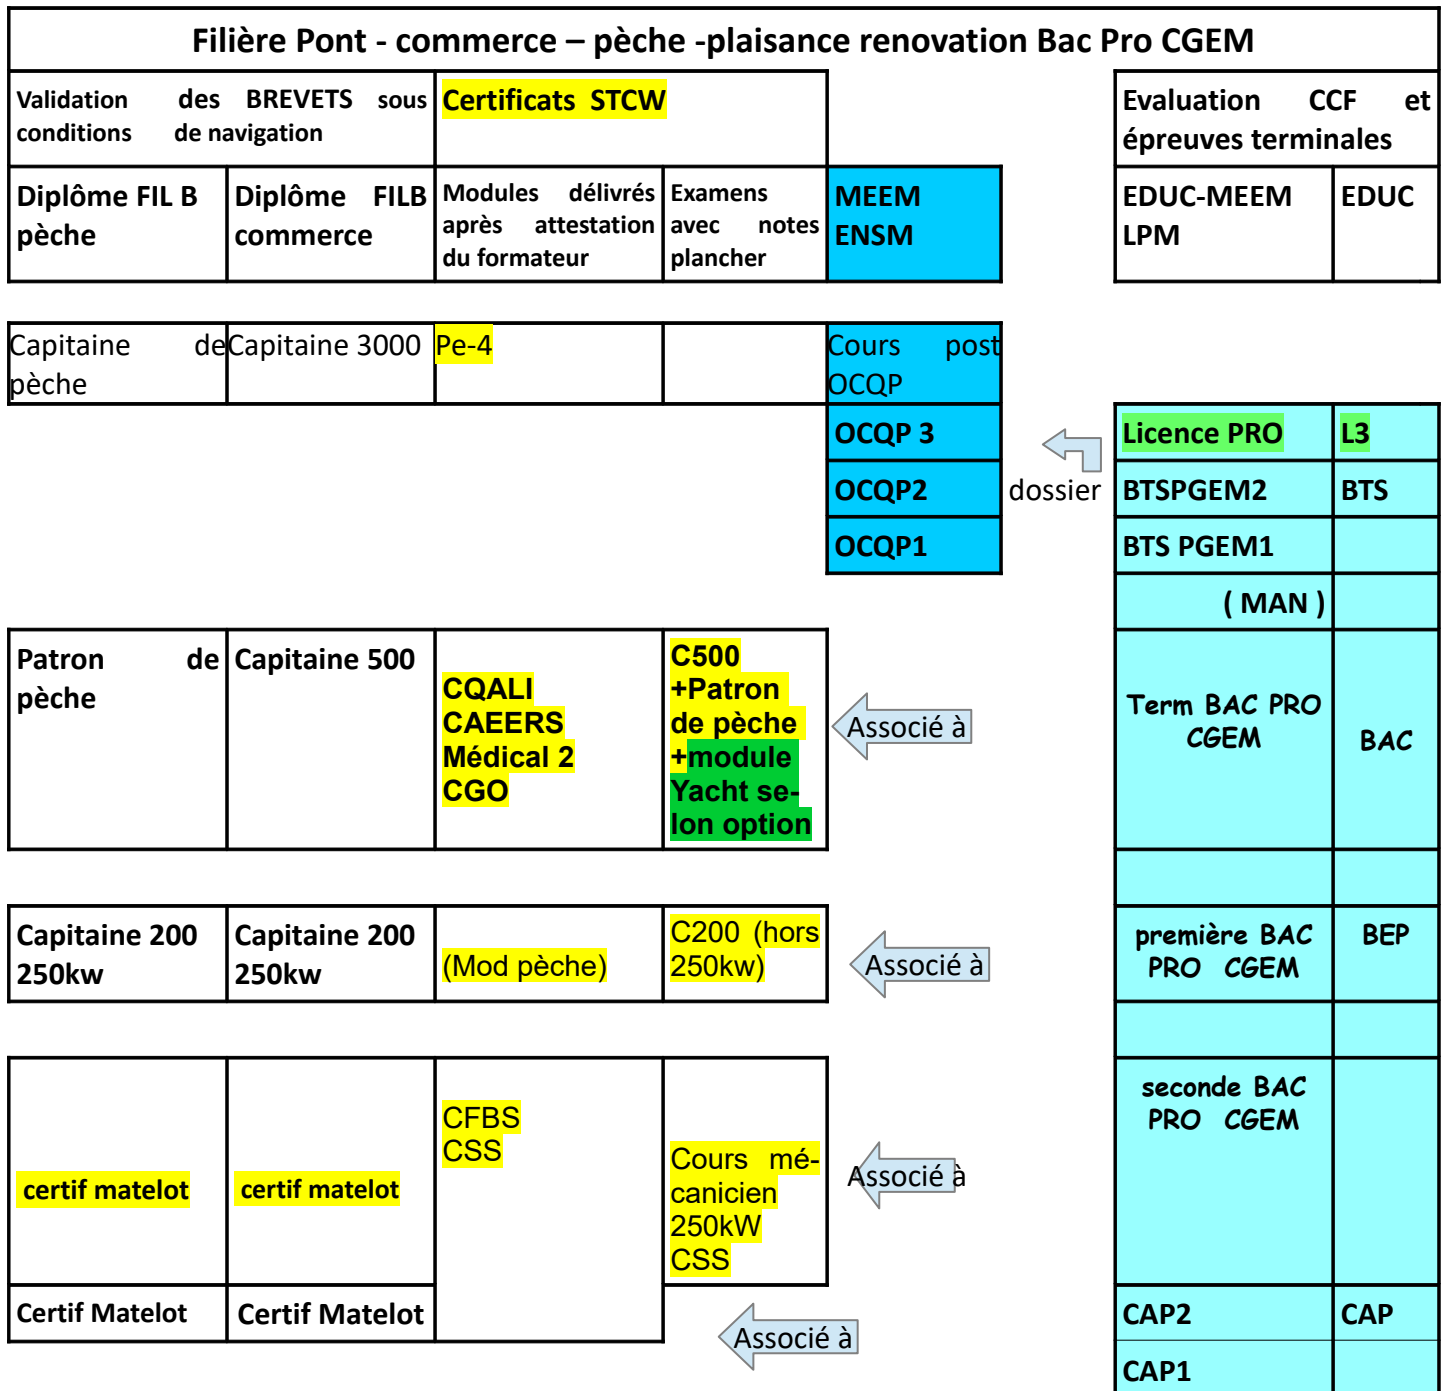 Filière Pont - commerce – pèche -plaisance renovation Bac Pro CGEM
Validation des BREVETS sous
conditions de navigation
Certificats STCW
Evaluation CCF et
épreuves terminales
Diplôme FIL B
pèche
Diplôme FILB
commerce
Modules délivrés
après attestation
du formateur
Examens
avec notes
plancher
MEEM
ENSM
EDUC-MEEM
LPM
EDUC
Capitaine de
pèche
Capitaine 3000
Pe-4
Cours post
OCQP
OCQP 3
Licence PRO
L3
OCQP2
dossier
BTSPGEM2
BTS
OCQP1
BTS PGEM1
( MAN )
Patron de
pèche
Capitaine 500
CQALI
CAEERS
Médical 2
CGO
C500
+Patron
de pèche
+module
Yacht se-
lon option
Associé à
Term BAC PRO
CGEM
BAC
Capitaine 200
250kw
Capitaine 200
250kw
(Mod pèche)
C200 (hors
250kw)
Associé à
première BAC
PRO CGEM
BEP
certif matelot
certif matelot
CFBS
CSS
Cours mé-
canicien
250kW
CSS
Associé à
seconde BAC
PRO CGEM
Certif Matelot
Certif Matelot
Associé à
CAP2
CAP
CAP1